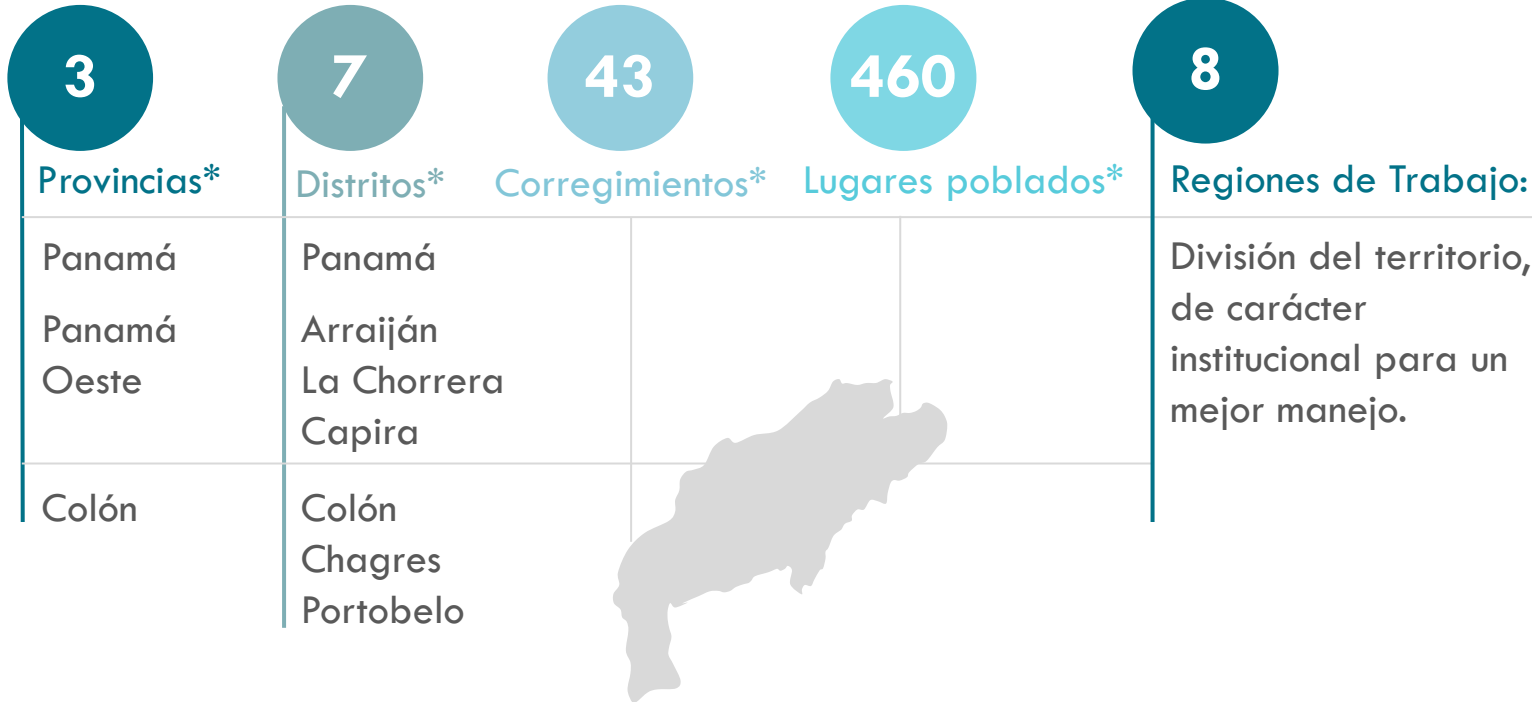 3
Provincias*
Panamá
Panamá
Oeste
Colón
7
Distritos*
Panamá
Arraiján
La Chorrera
Capira
Colón
Chagres
Portobelo
43
Corregimientos*
460
Lugares poblados*
8
Regiones de Trabajo:
División del territorio,
de carácter
institucional para un
mejor manejo.